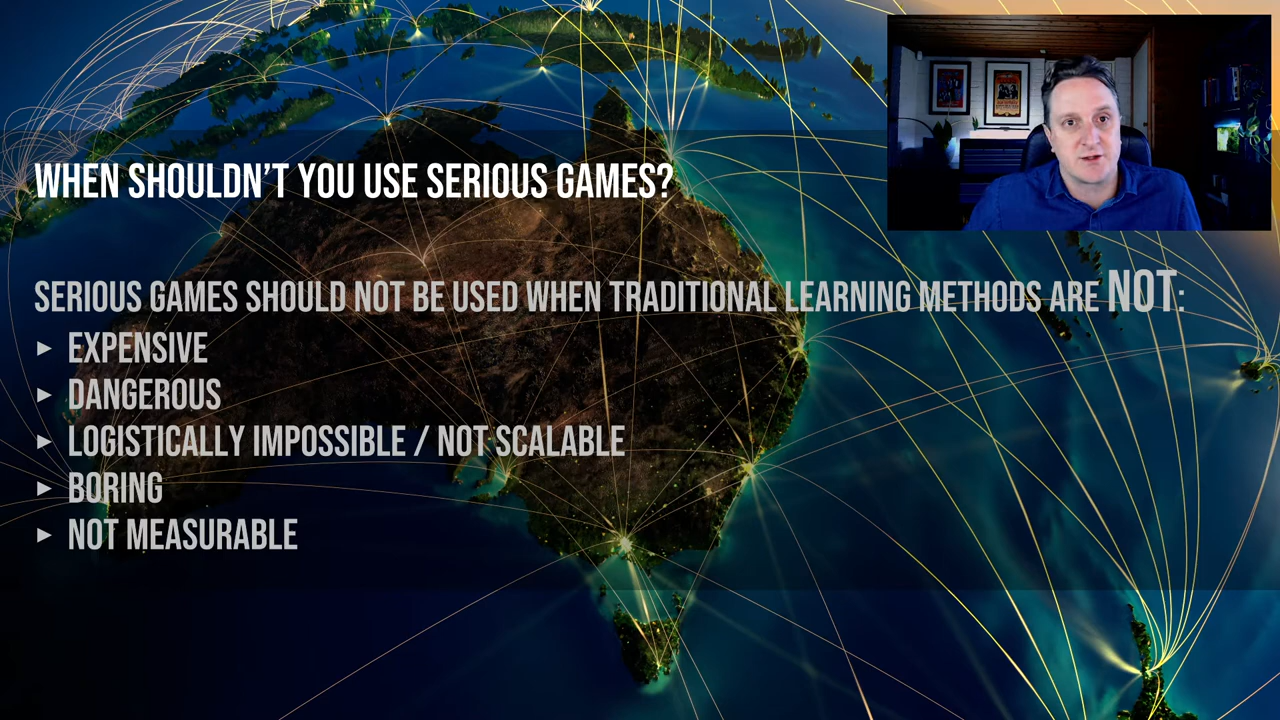 WHEN SHOULDN'T YOU USE SERIOUS GAMES?
SERIOUS GAMES SHOULD NOT BE USED WHEN TRADITIONAL LEARNING METHODS ARE NOT:
► EXPENSIVE
► DANGEROUS
► LOGISTICALLY IMPOSSIBLE / NOT SCALABLE
► BORING
► NOT MEASURABLE